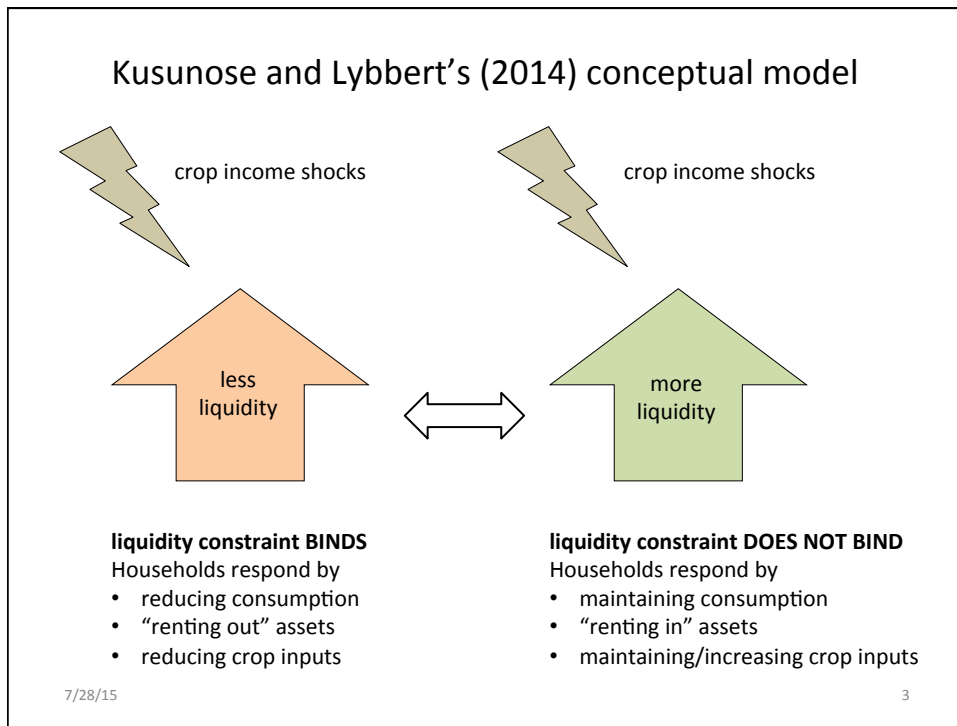 Kusunose and Lybbert's (2014) conceptual model
crop income shocks
crop income shocks
less
liquidity
more
liquidity
liquidity constraint BINDS
Households respond by
• reducing consumption
• “renting out” assets
• reducing crop inputs
liquidity constraint DOES NOT BIND
Households respond by
• maintaining consumption
• “renting in” assets
• maintaining/increasing crop inputs
7/28/15
3